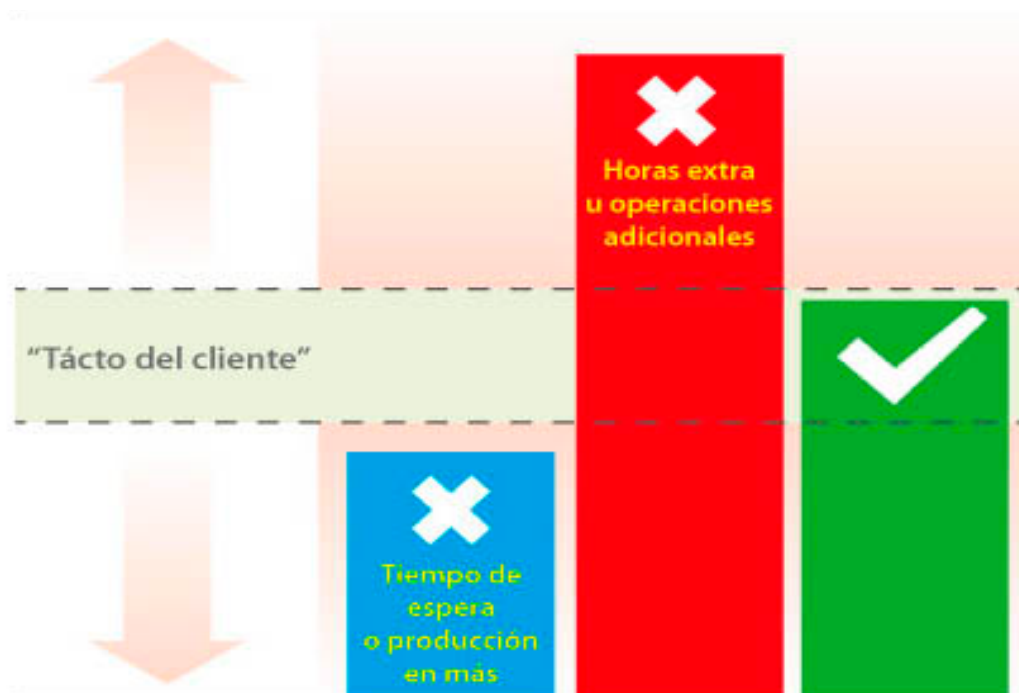 Horas extra
u operaciones
adicionales
“Tácto del cliente”
Tiempo de
espera
o producción
en más